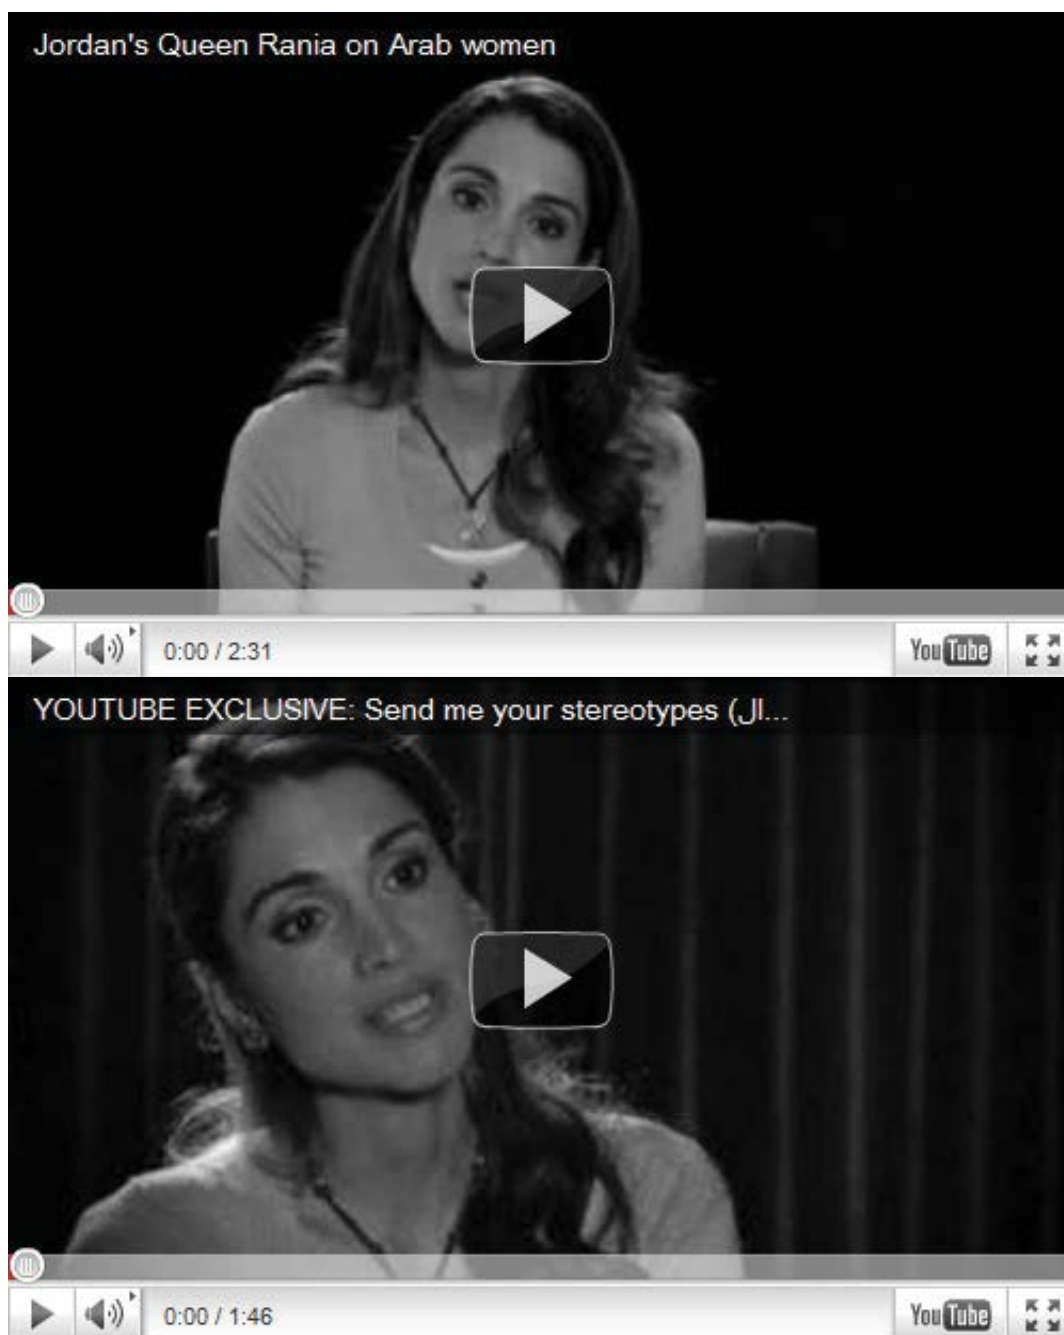 Jordan's Queen Rania on Arab women
0:00 / 2:31
YouTube
YOUTUBE EXCLUSIVE: Send me your stereotypes (ال...
0:00 / 1:46
YouTube